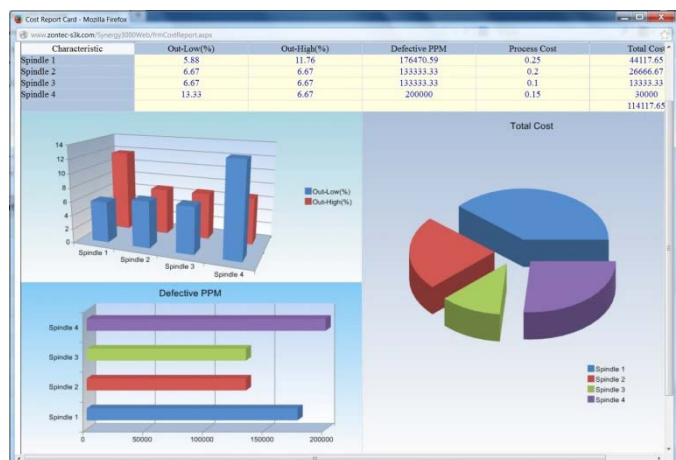 Cost Report Card - Mozilla Firefox
www.zontec-s3k.com/Synergy3000Web/frmCostReport.aspx
Characteristic Out-Low(%) Out-High(%) Defective PPM Process Cost Total Cost
Spindle 1 5.88 11.76 176470.59 0.25 44117.65
Spindle 2 6.67 6.67 133333.33 0.2 26666.67
Spindle 3 6.67 6.67 133333.33 0.1 13333.33
Spindle 4 13.33 6.67 200000 0.15 30000
114117.65
14
12
10
8
6
4
2
0
Spindle 1
Spindle 2
Spindle 3
Spindle 4
Out-Low(%)
Out-High(%)
Total Cost
Spindle 1
Spindle 2
Spindle 3
Spindle 4
Defective PPM
Spindle 4
Spindle 3
Spindle 2
Spindle 1
0 50000 100000 150000 200000